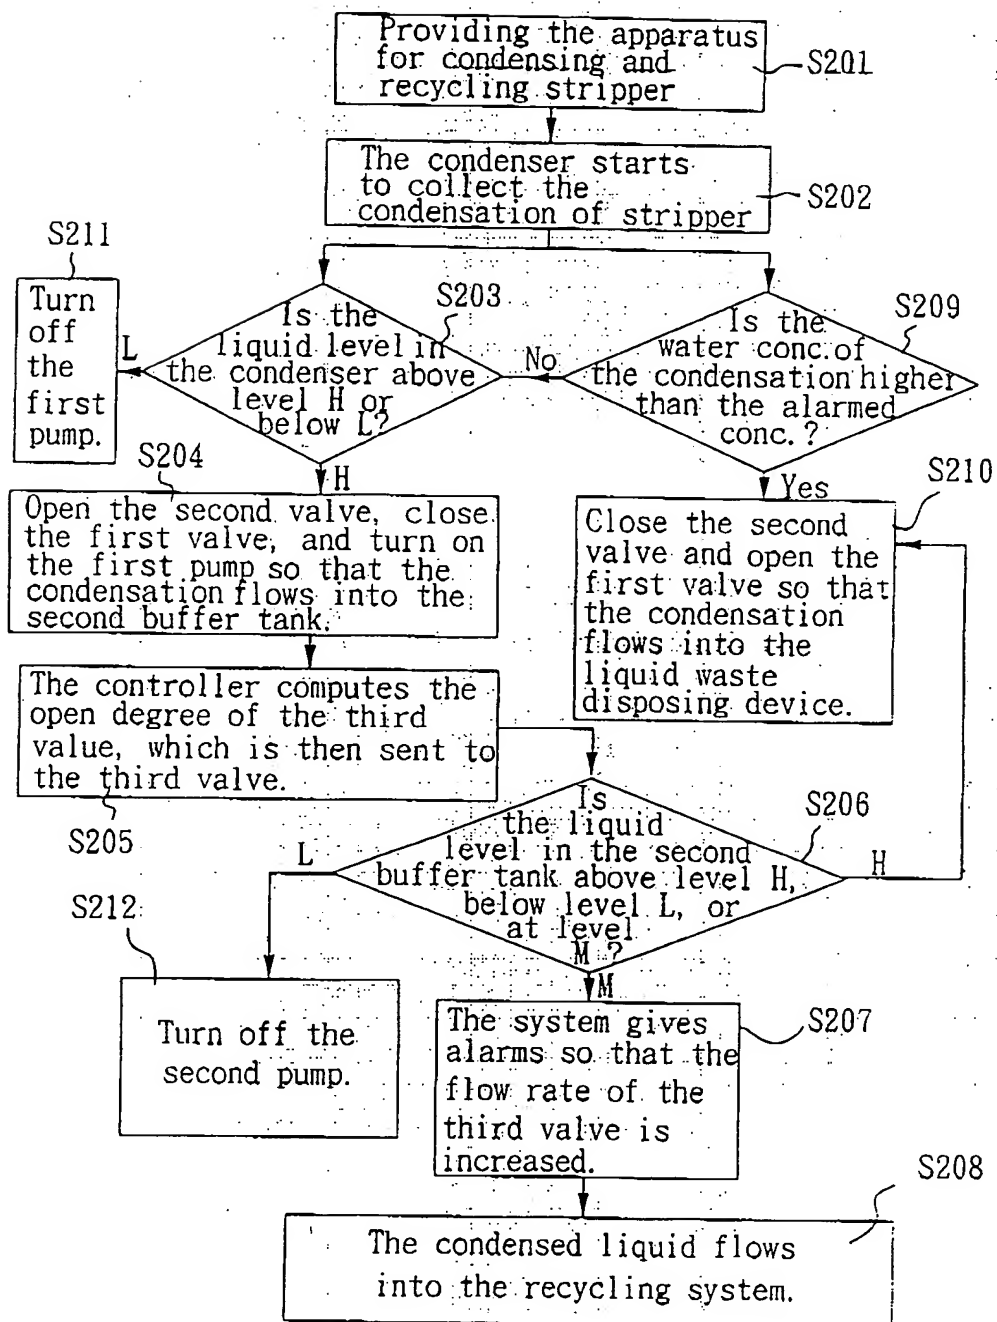 Providing the apparatus
for condensing and
recycling stripper
S201
The condenser starts
to collect the
condensation of stripper
S202
S211
Turn
off
the
first
pump.
L
Is the
liquid level in
the condenser above
level H or
below L?
S203
No
Is the
water conc.of
the condensation higher
than the alarmed
conc.?
S209
S204
H
Open the second valve, close
the first valve, and turn on
the first pump so that the
condensation flows into the
second buffer tank.
Yes
S210
Close the second
valve and open the
first valve so that
the condensation
flows into the
liquid waste
disposing device.
The controller computes the
open degree of the third
value, which is then sent to
the third valve.
S205
Is
the liquid
level in the second
buffer tank above level H,
below level L, or
at level
M ?
S206
L
H
S212
Turn off the
second pump.
M
The system gives
alarms so that the
flow rate of the
third valve is
increased.
S207
S208
The condensed liquid flows
into the recycling system.